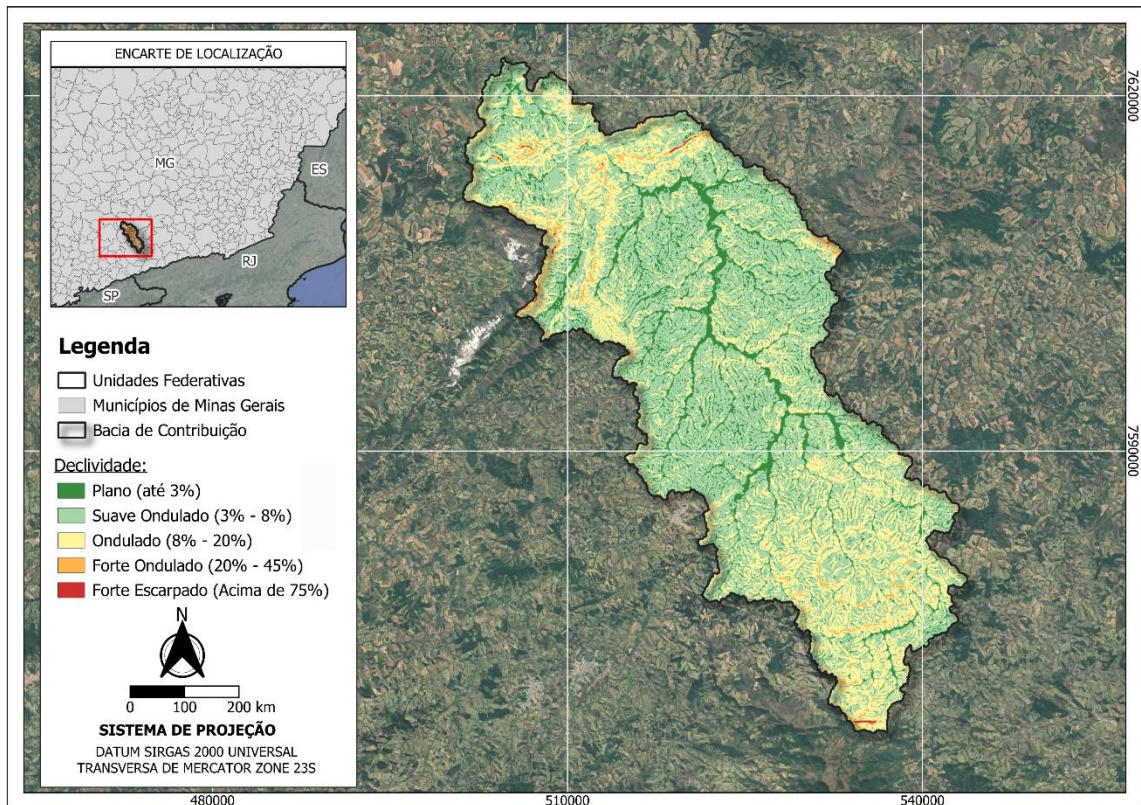 ENCARTE DE LOCALIZAÇÃO
MG
ES
RJ
SP
Legenda
Unidades Federativas
Municípios de Minas Gerais
Bacia de Contribuição
Declividade:
Plano (até 3%)
Suave Ondulado (3% - 8%)
Ondulado (8% - 20%)
Forte Ondulado (20% - 45%)
Forte Escarpado (Acima de 75%)
N
0 100 200 km
SISTEMA DE PROJEÇÃO
DATUM SIRGAS 2000 UNIVERSAL
TRANSVERSA DE MERCATOR ZONE 23S
7620000
7590000
480000 510000 540000